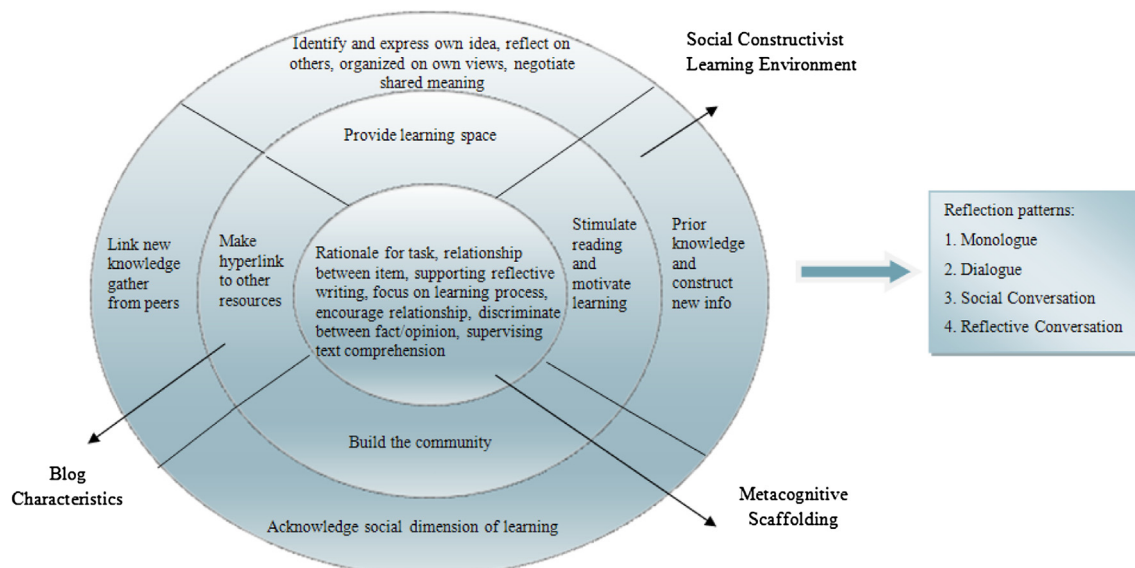 Identify and express own idea, reflect on
others, organized on own views, negotiate
shared meaning
Social Constructivist
Learning Environment
Provide learning space
Link new
knowledge
gather
from peers
Make
hyperlink
to other
resources
Rationale for task, relationship
between item, supporting reflective
writing, focus on learning process,
encourage relationship, discriminate
between fact/opinion, supervising
text comprehension
Stimulate
reading
and
motivate
learning
Prior
knowledge
and
construct
new info
Reflection patterns:
1. Monologue
2. Dialogue
3. Social Conversation
4. Reflective Conversation
Build the community
Blog
Characteristics
Metacognitive
Scaffolding
Acknowledge social dimension of learning